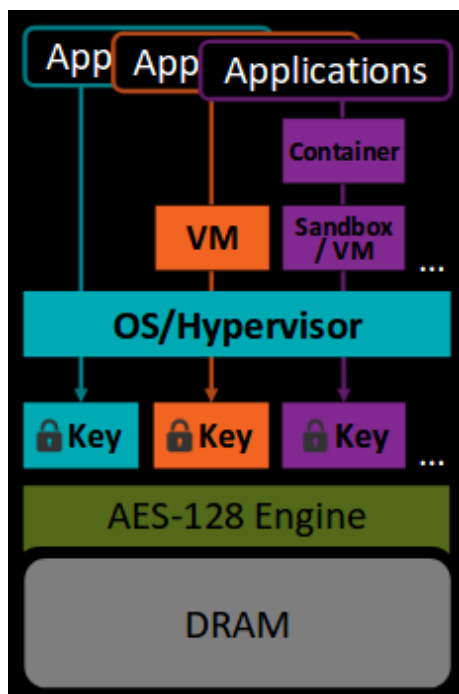 App
App
Applications
Container
VM
Sandbox
/ VM
...
OS/Hypervisor
Key
Key
Key
...
AES-128 Engine
DRAM